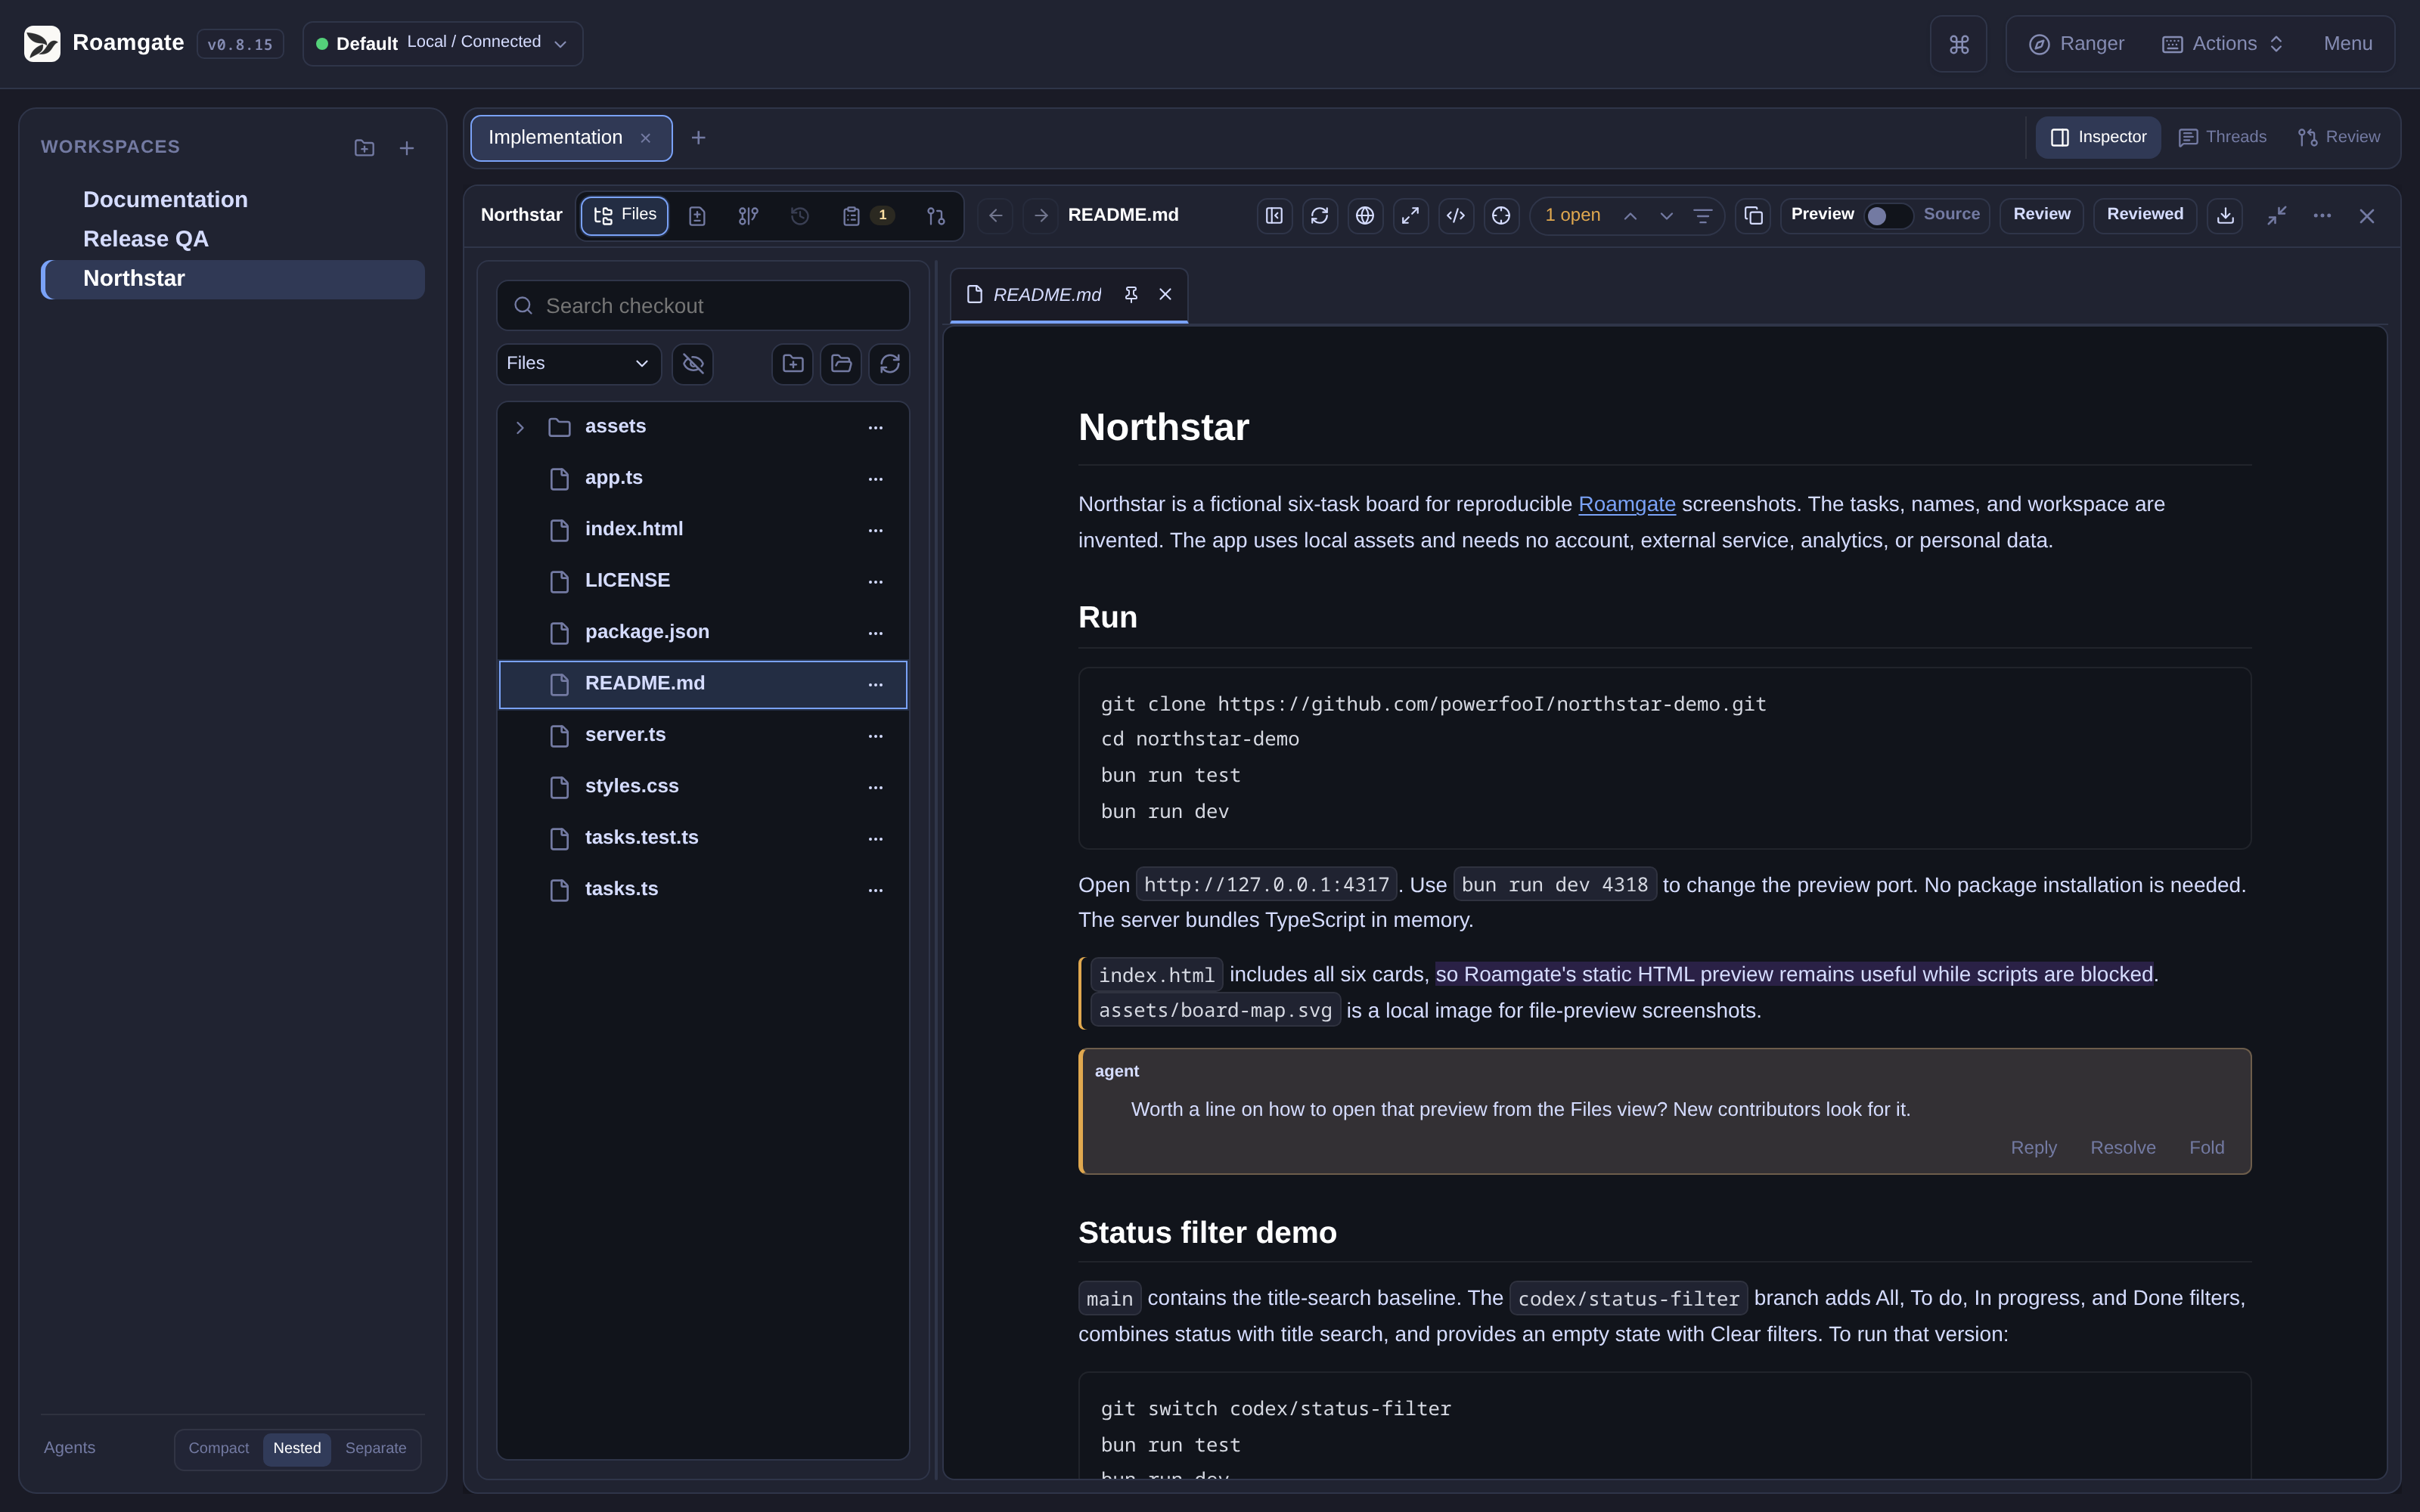 Roamgate v0.8.15 Default Local / Connected Ranger Actions Menu
WORKSPACES
Documentation
Release QA
Northstar
Agents Compact Nested Separate
Implementation Inspector Threads Review
Northstar Files 1 README.md 1 open Preview Source Review Reviewed
Search checkout
Files
assets
app.ts
index.html
LICENSE
package.json
README.md
server.ts
styles.css
tasks.test.ts
tasks.ts
README.md
Northstar
Northstar is a fictional six-task board for reproducible Roamgate screenshots. The tasks, names, and workspace are
invented. The app uses local assets and needs no account, external service, analytics, or personal data.
Run
git clone https://github.com/powerfooI/northstar-demo.git
cd northstar-demo
bun run test
bun run dev
Open http://127.0.0.1:4317. Use bun run dev 4318 to change the preview port. No package installation is needed.
The server bundles TypeScript in memory.
index.html includes all six cards, so Roamgate's static HTML preview remains useful while scripts are blocked.
assets/board-map.svg is a local image for file-preview screenshots.
agent
Worth a line on how to open that preview from the Files view? New contributors look for it.
Reply Resolve Fold
Status filter demo
main contains the title-search baseline. The codex/status-filter branch adds All, To do, In progress, and Done filters,
combines status with title search, and provides an empty state with Clear filters. To run that version:
git switch codex/status-filter
bun run test
bun run dev